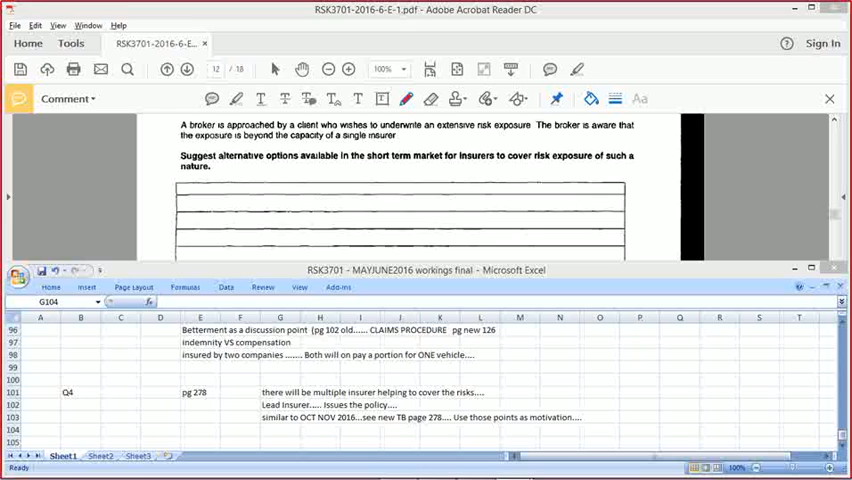 RSK3701-2016-6-E-1.pdf - Adobe Acrobat Reader DC
File Edit View Window Help
Home Tools RSK3701-2016-6-E... × Sign In
12 / 18 100%
Comment
A broker is approached by a client who wishes to underwrite an extensive risk exposure The broker is aware that
the exposure is beyond the capacity of a single insurer
Suggest alternative options available in the short term market for insurers to cover risk exposure of such a
nature.
RSK3701 - MAYJUNE2016 workings final - Microsoft Excel
Home Insert Page Layout Formulas Data Review View Add-ins
G104 fx
A B C D E F G H I J K L M N O P Q R S T
96 Betterment as a discussion point (pg 102 old...... CLAIMS PROCEDURE pg new 126
97 indemnity VS compensation
98 insured by two companies ....... Both will on pay a portion for ONE vehicle....
99
100
101 Q4 pg 278 there will be multiple insurer helping to cover the risks....
102 Lead Insurer..... Issues the policy....
103 similar to OCT NOV 2016...see new TB page 278.... Use those points as motivation....
104
105
Sheet1 Sheet2 Sheet3
Ready 100%